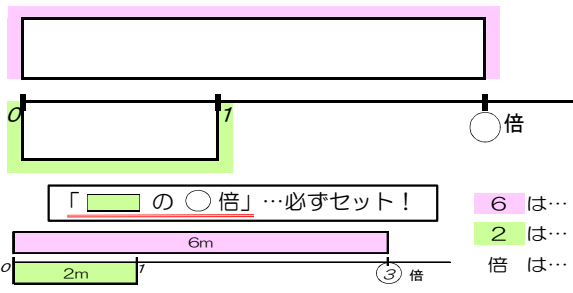 0 1 ○倍
「 の ○ 倍」…必ずセット！
6 は…
2 は…
倍 は…
6m
0 1 3 倍
2m